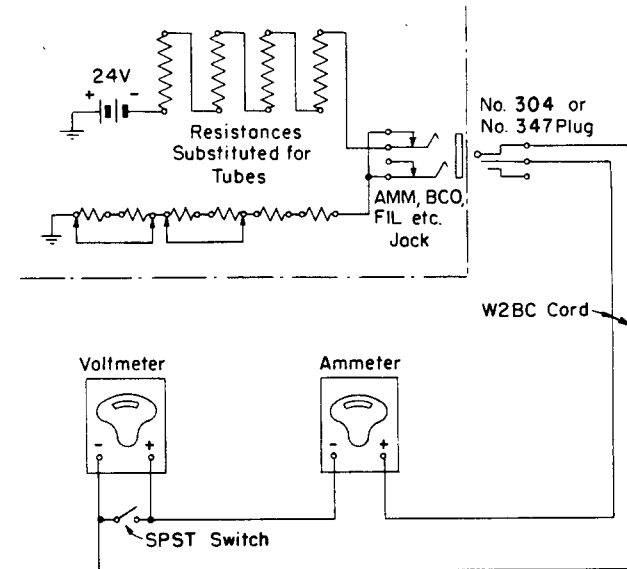 24V
+ -
Resistances
Substituted for
Tubes
No. 304 or
No. 347 Plug
AMM, BCO,
FIL etc.
Jack
W2BC Cord
Voltmeter
Ammeter
- +
- +
SPST Switch